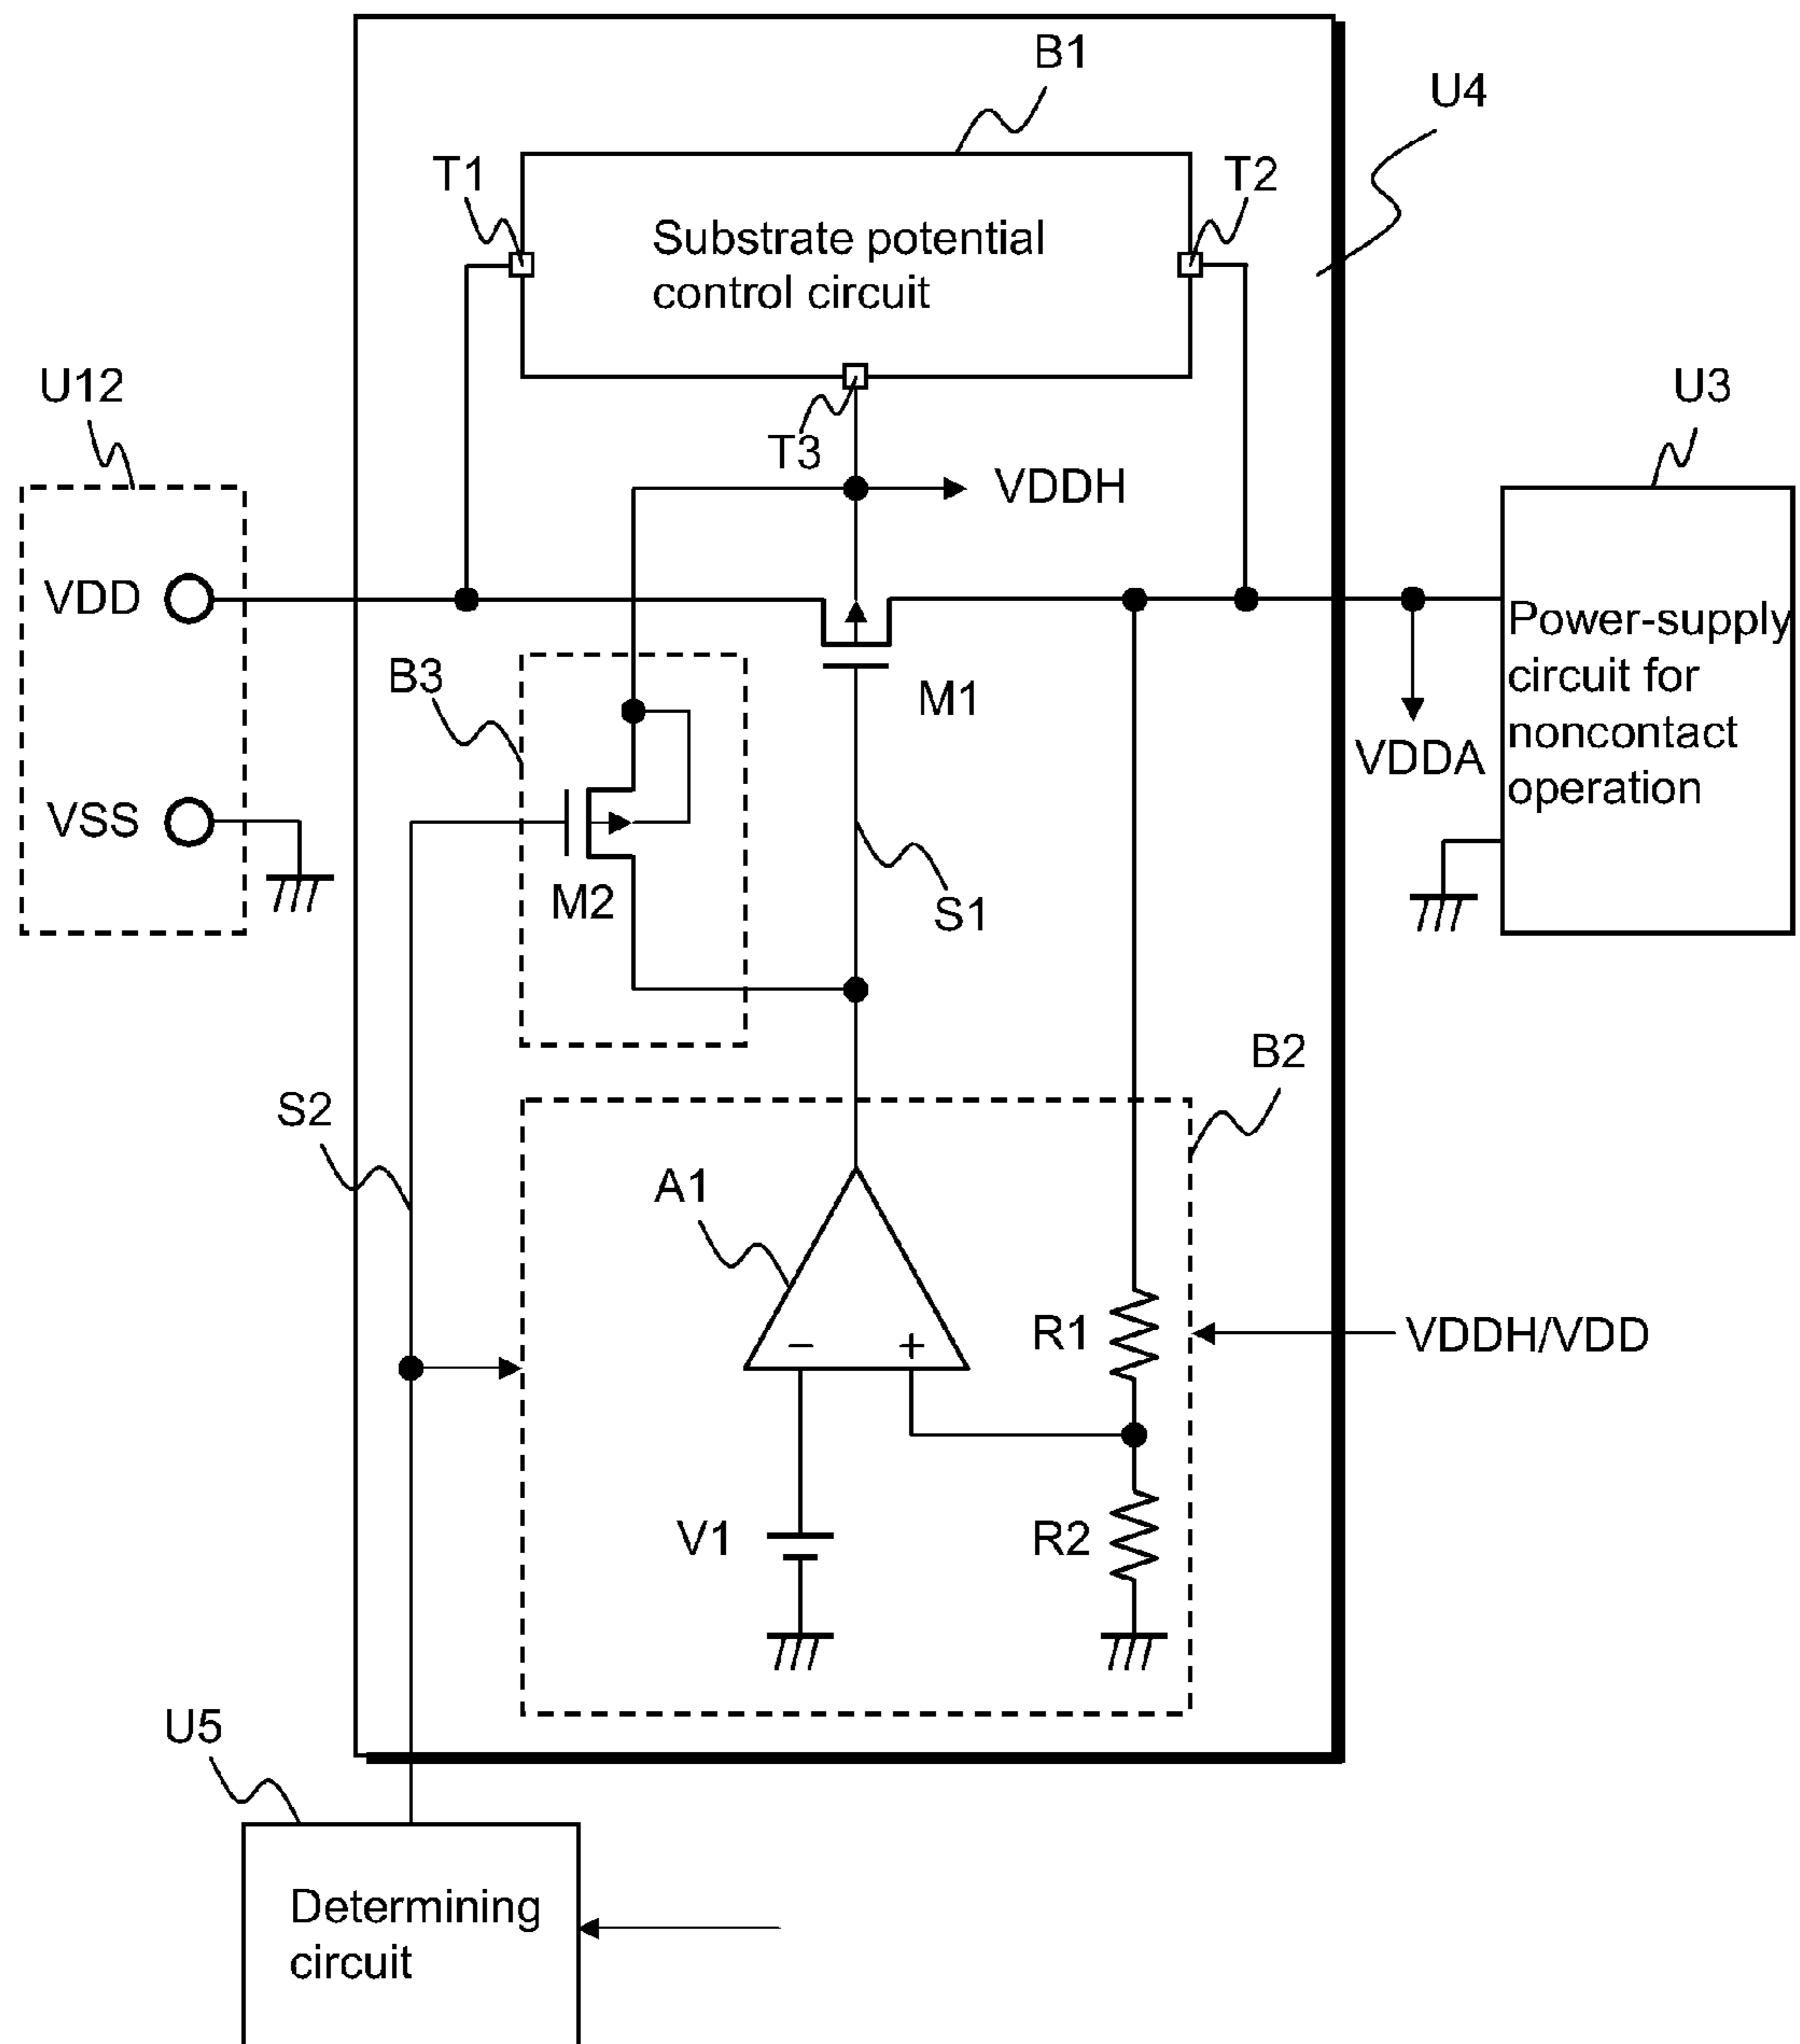 B1
U4
T1
T2
Substrate potential
control circuit
U12
U3
T3
VDDH
VDD
Power-supply
circuit for
noncontact
operation
B3
M1
VDDA
VSS
M2
S1
B2
S2
A1
− +
R1
VDDH/VDD
V1
R2
U5
Determining
circuit